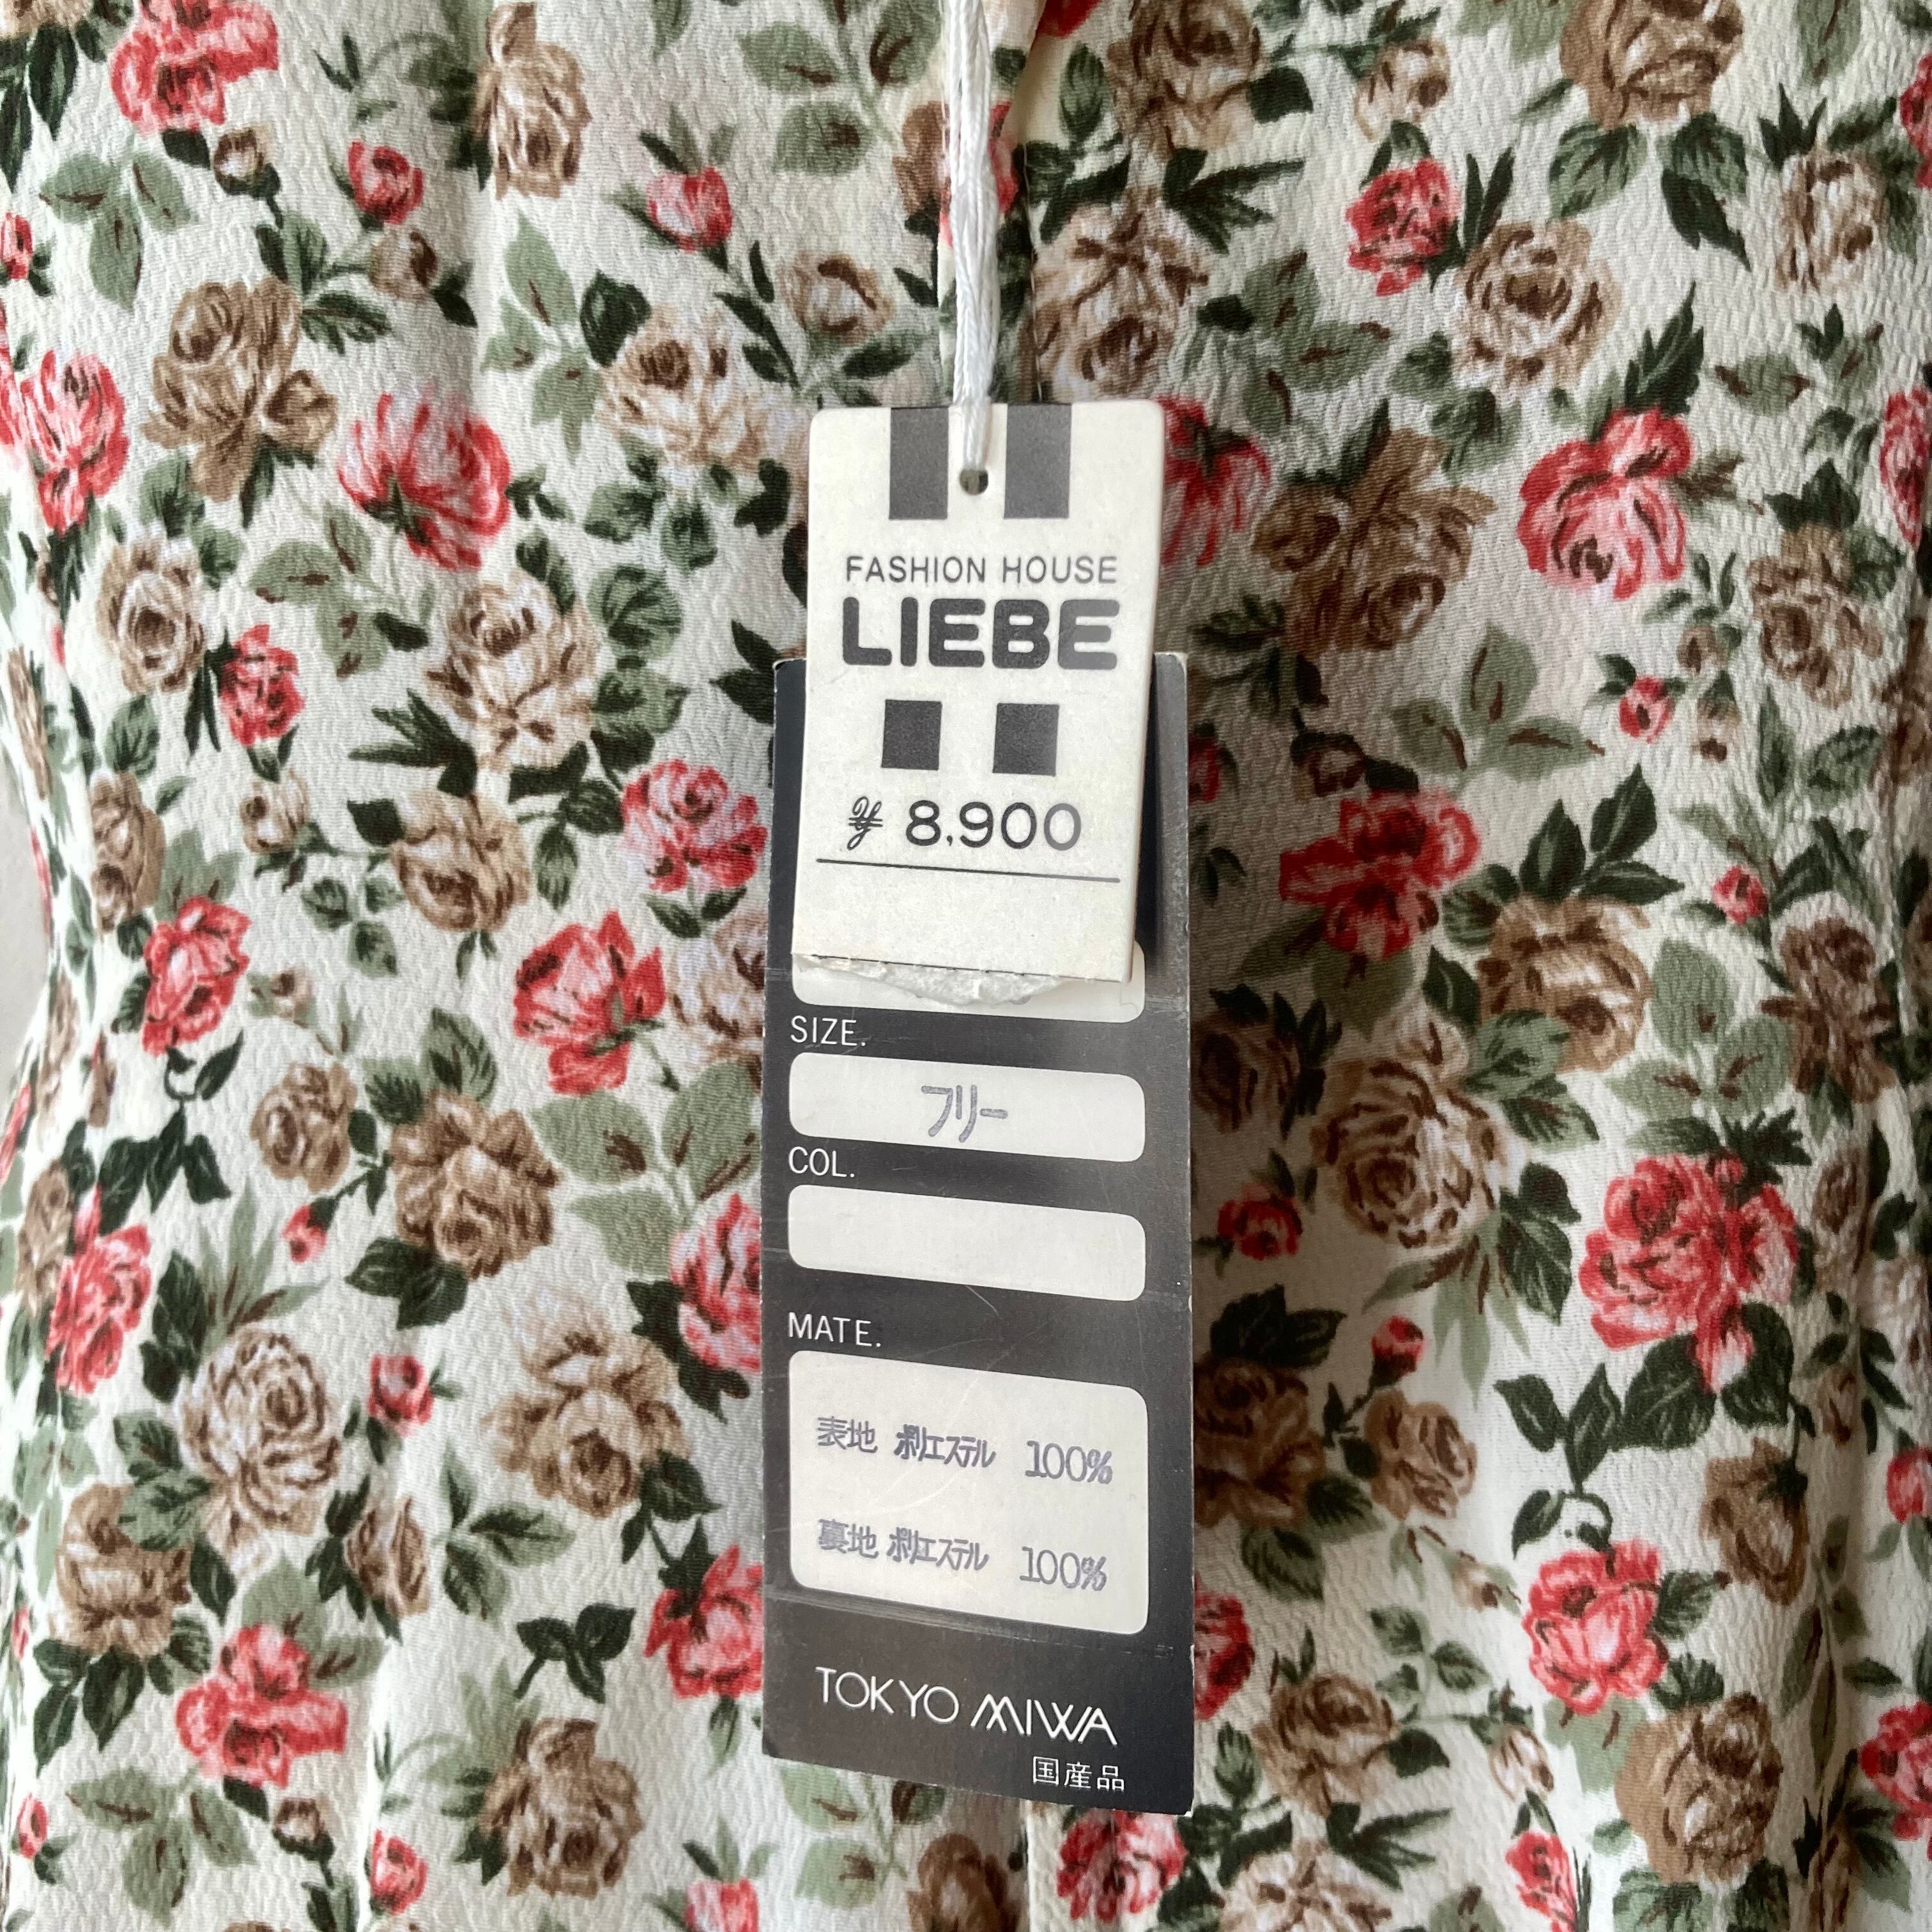 FASHION HOUSE
LIEBE
¥ 8,900
SIZE.
フリー
COL.
MATE.
表地 ポリエステル 100%
裏地 ポリエステル 100%
TOKYO MIWA
国産品